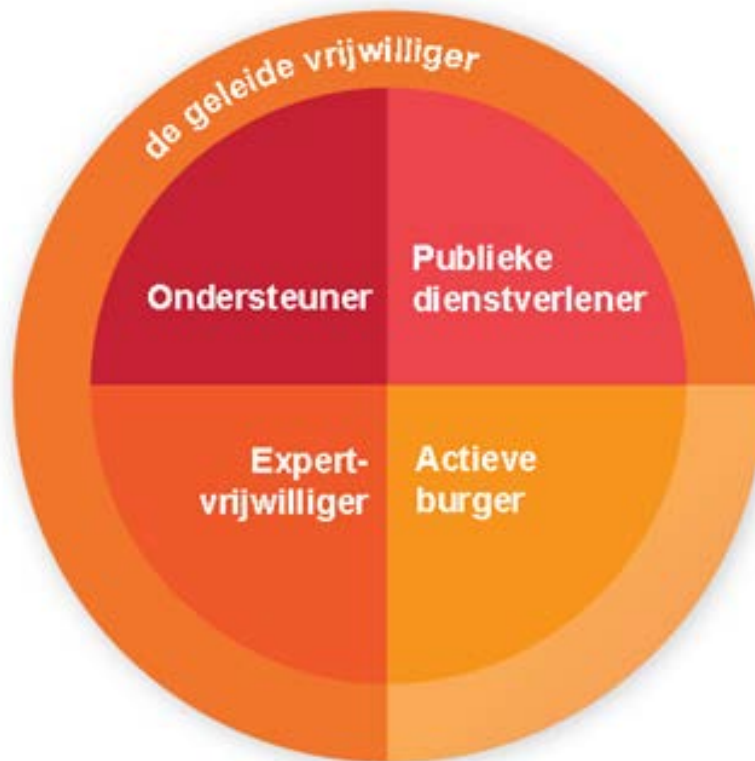 de geleide vrijwilliger
Ondersteuner
Publieke
dienstverlener
Expert-
vrijwilliger
Actieve
burger